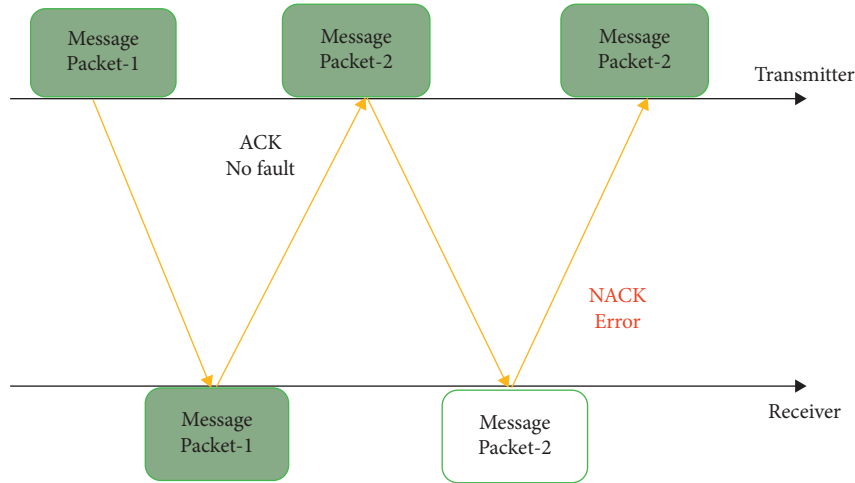 Message
Packet-1
Message
Packet-2
Message
Packet-2
Transmitter
ACK
No fault
NACK
Error
Message
Packet-1
Message
Packet-2
Receiver